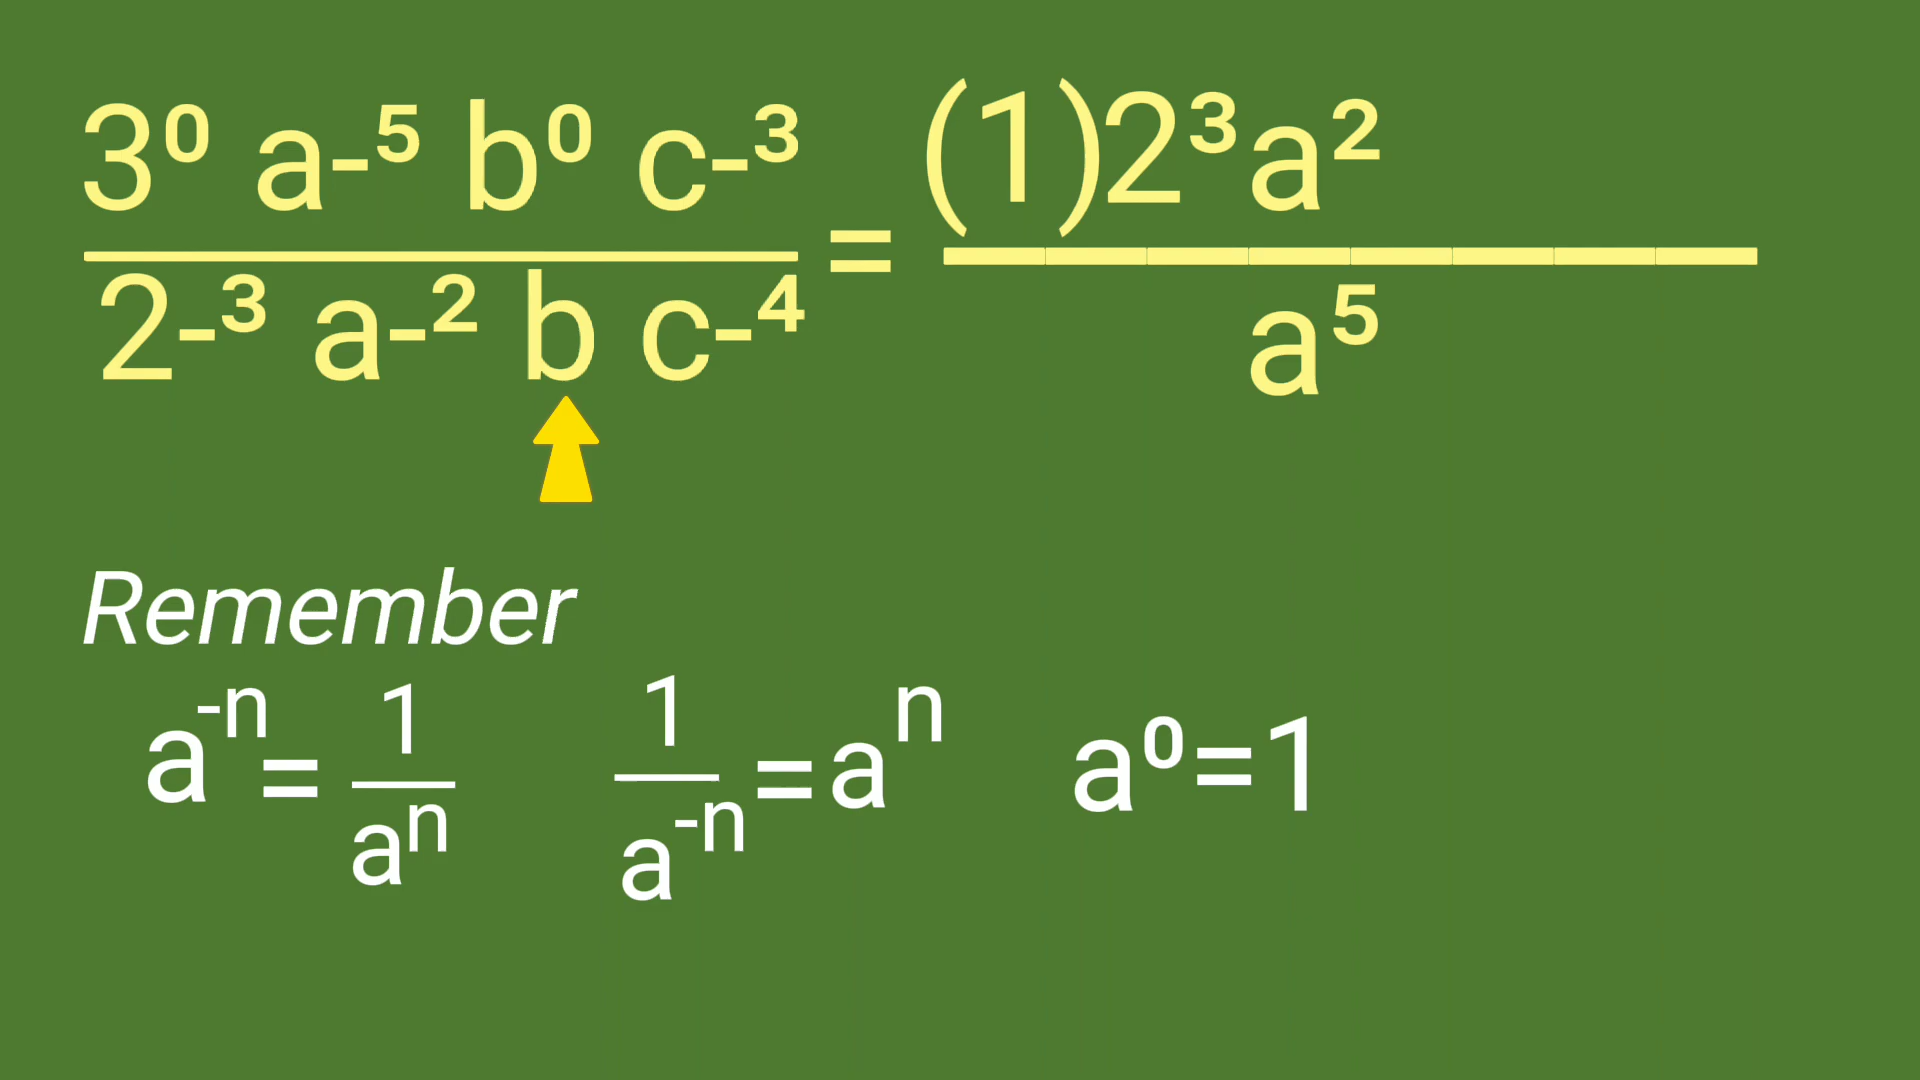 3⁰ a-⁵ b⁰ c-³ = (1)2³a²
2-³ a-² b c-⁴ a⁵
Remember
a⁻ⁿ = 1/aⁿ 1/a⁻ⁿ = aⁿ a⁰=1